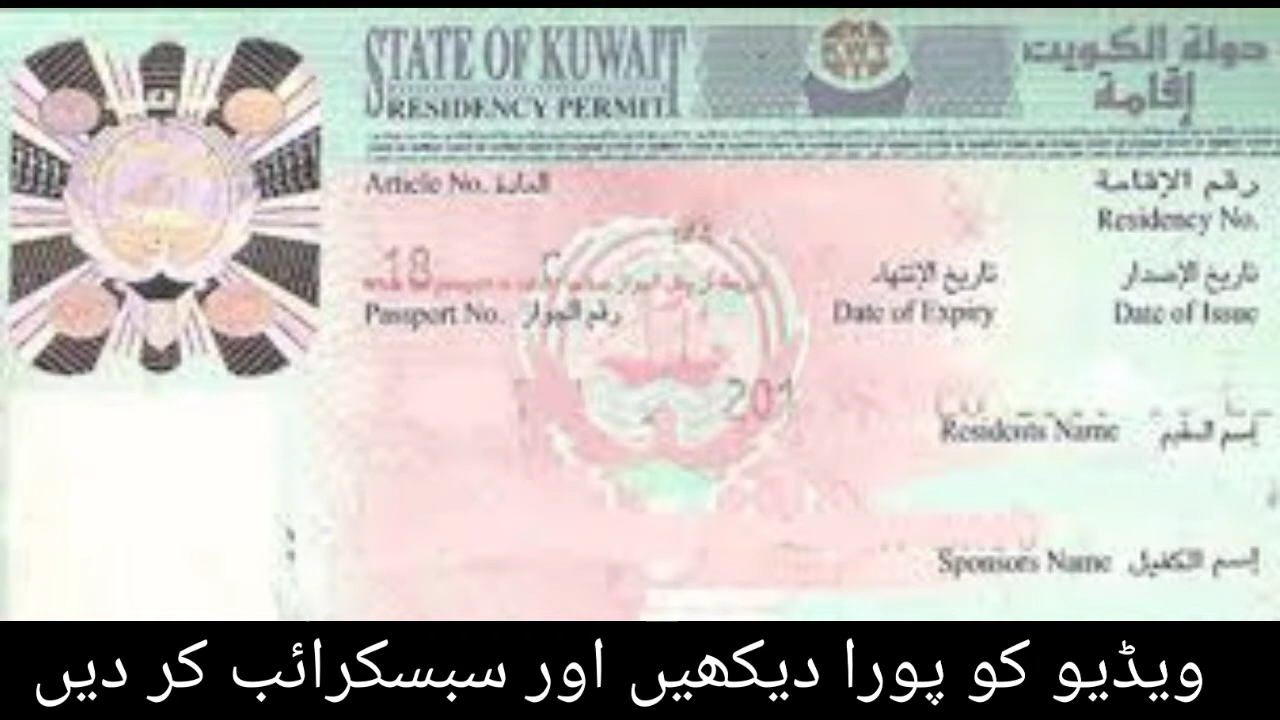 STATE OF KUWAIT
RESIDENCY PERMIT
KWT
دولة الكويت
إقامة
Article No. المادة
رقم الإقامة
Residency No.
18
تاريخ الإنتهاء
Date of Expiry
تاريخ الإصدار
Date of Issue
Passport No. رقم الجواز
201
Residents Name إسم المقيم
Sponsors Name إسم الكفيل
ویڈیو کو پورا دیکھیں اور سبسکرائب کر دیں